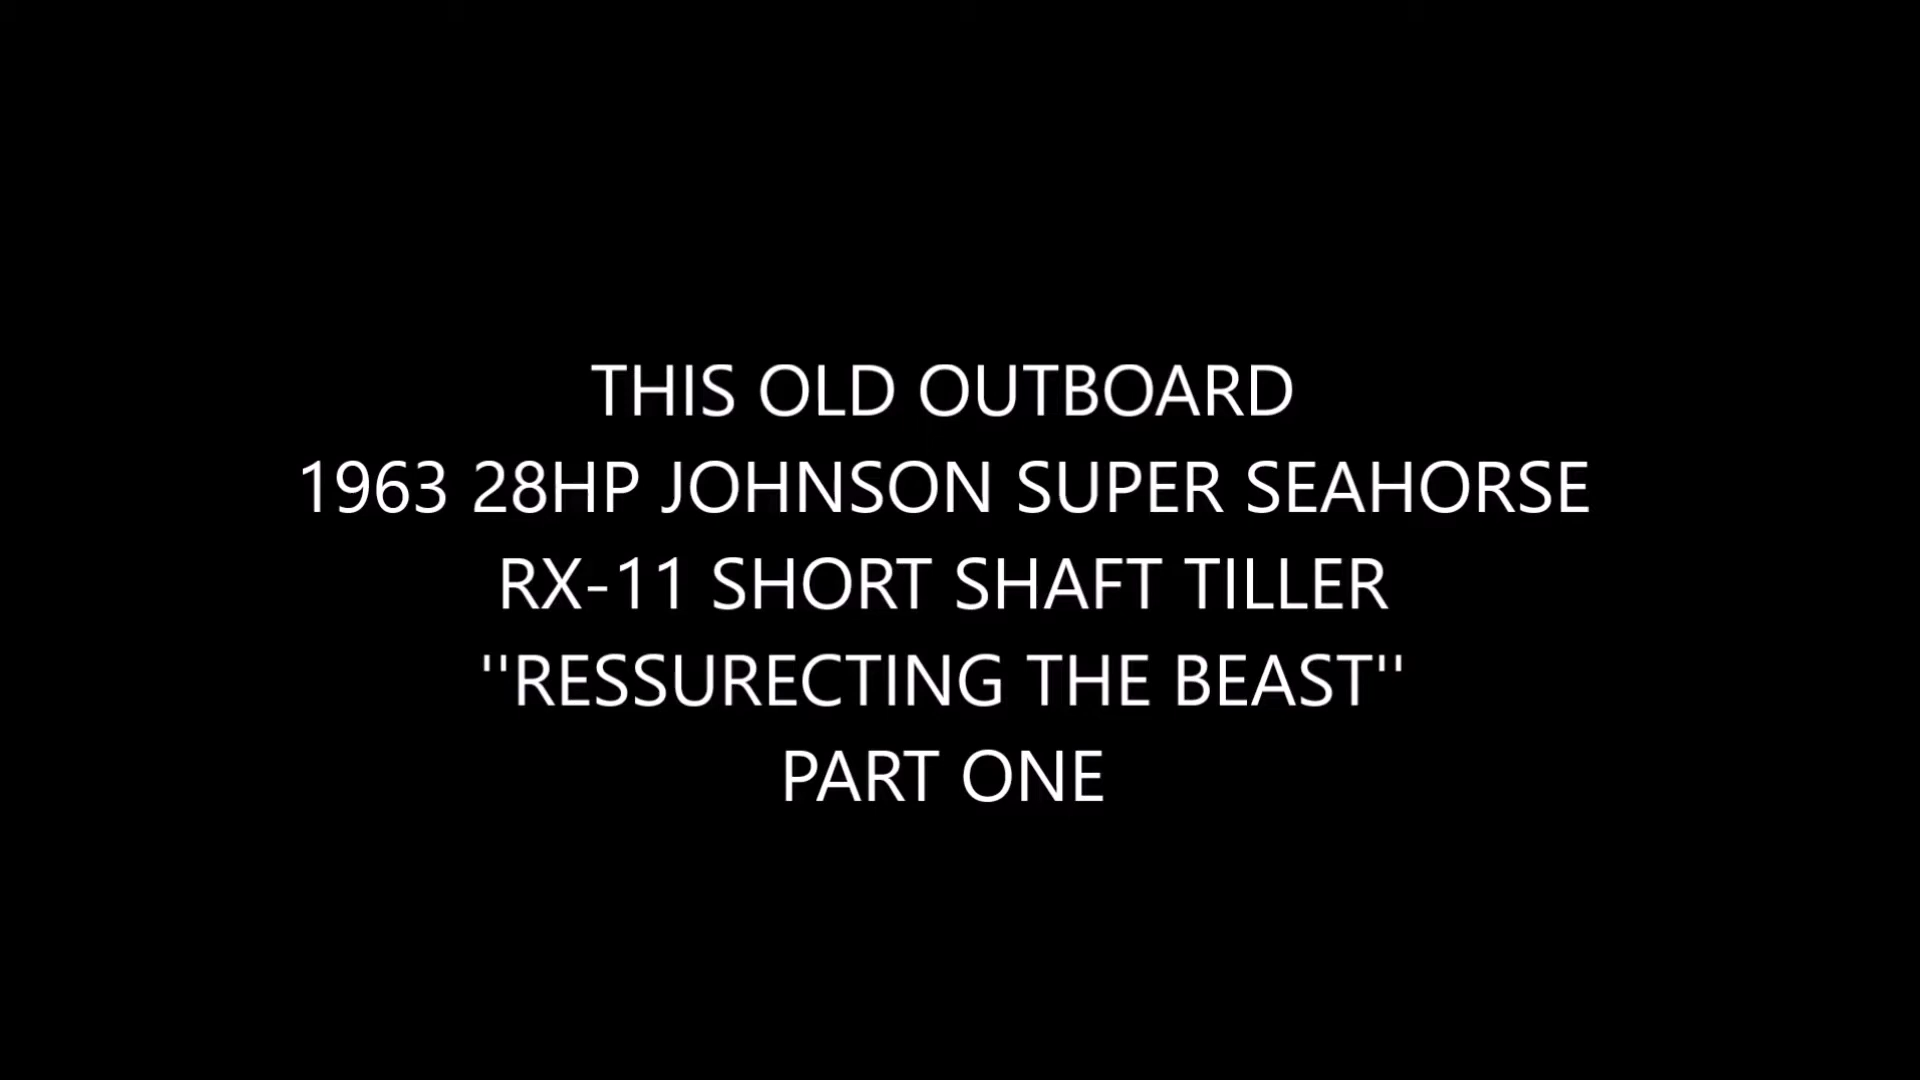 THIS OLD OUTBOARD
1963 28HP JOHNSON SUPER SEAHORSE
RX-11 SHORT SHAFT TILLER
''RESSURECTING THE BEAST''
PART ONE